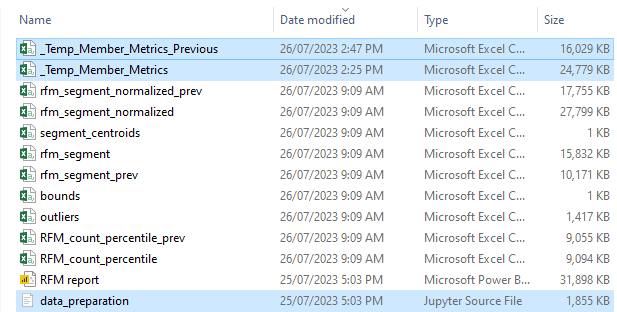 Name Date modified Type Size
_Temp_Member_Metrics_Previous 26/07/2023 2:47 PM Microsoft Excel C... 16,029 KB
_Temp_Member_Metrics 26/07/2023 2:25 PM Microsoft Excel C... 24,779 KB
rfm_segment_normalized_prev 26/07/2023 9:09 AM Microsoft Excel C... 17,755 KB
rfm_segment_normalized 26/07/2023 9:09 AM Microsoft Excel C... 27,799 KB
segment_centroids 26/07/2023 9:09 AM Microsoft Excel C... 1 KB
rfm_segment 26/07/2023 9:09 AM Microsoft Excel C... 15,832 KB
rfm_segment_prev 26/07/2023 9:09 AM Microsoft Excel C... 10,171 KB
bounds 26/07/2023 9:09 AM Microsoft Excel C... 1 KB
outliers 26/07/2023 9:09 AM Microsoft Excel C... 1,417 KB
RFM_count_percentile_prev 26/07/2023 9:09 AM Microsoft Excel C... 9,055 KB
RFM_count_percentile 26/07/2023 9:09 AM Microsoft Excel C... 9,094 KB
RFM report 25/07/2023 5:03 PM Microsoft Power B... 31,898 KB
data_preparation 25/07/2023 5:03 PM Jupyter Source File 1,855 KB